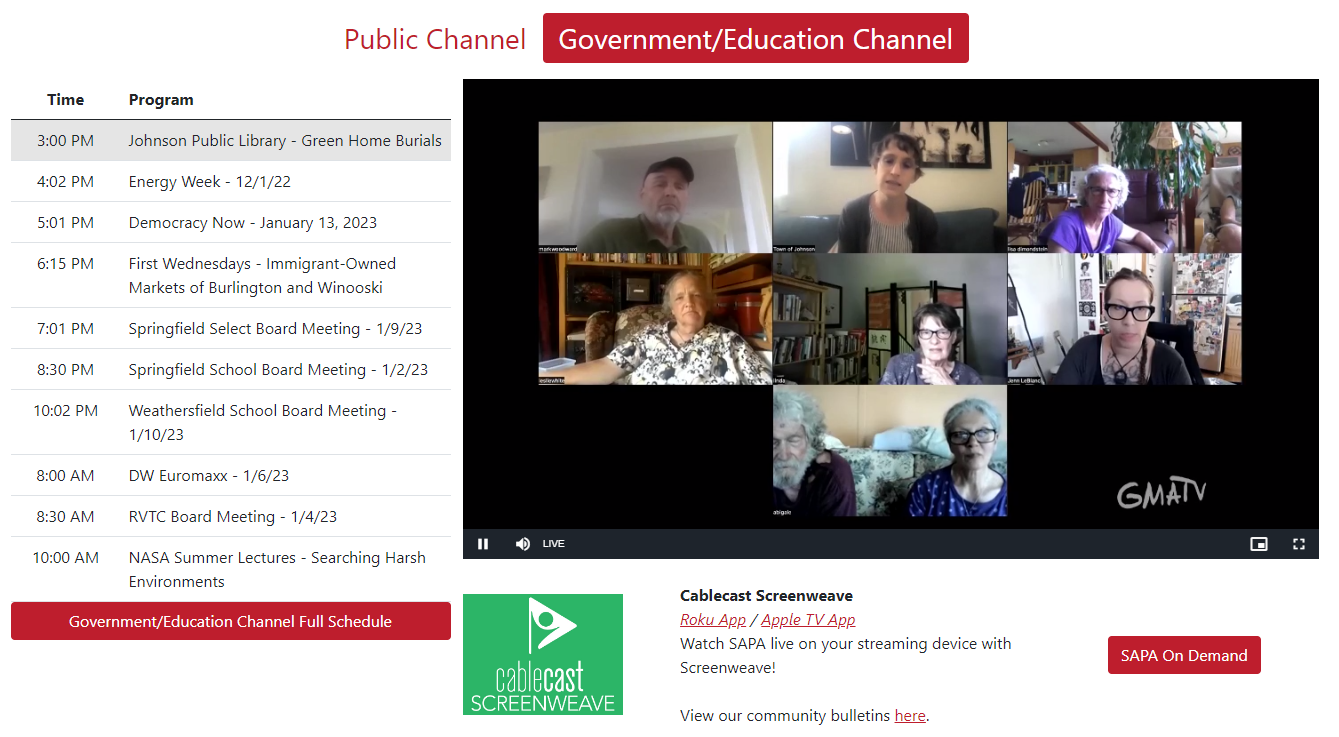 Public Channel
Government/Education Channel
Time Program
3:00 PM Johnson Public Library - Green Home Burials
4:02 PM Energy Week - 12/1/22
5:01 PM Democracy Now - January 13, 2023
6:15 PM First Wednesdays - Immigrant-Owned
Markets of Burlington and Winooski
7:01 PM Springfield Select Board Meeting - 1/9/23
8:30 PM Springfield School Board Meeting - 1/2/23
10:02 PM Weathersfield School Board Meeting -
1/10/23
8:00 AM DW Euromaxx - 1/6/23
8:30 AM RVTC Board Meeting - 1/4/23
10:00 AM NASA Summer Lectures - Searching Harsh
Environments
Government/Education Channel Full Schedule
markwoodward
Town of Johnson
lisa dimondstein
lesliewhite
linda
Jenn LeBlanc
abigale
GMATV
LIVE
cablecast
SCREENWEAVE
Cablecast Screenweave
Roku App / Apple TV App
Watch SAPA live on your streaming device with
Screenweave!
View our community bulletins here.
SAPA On Demand